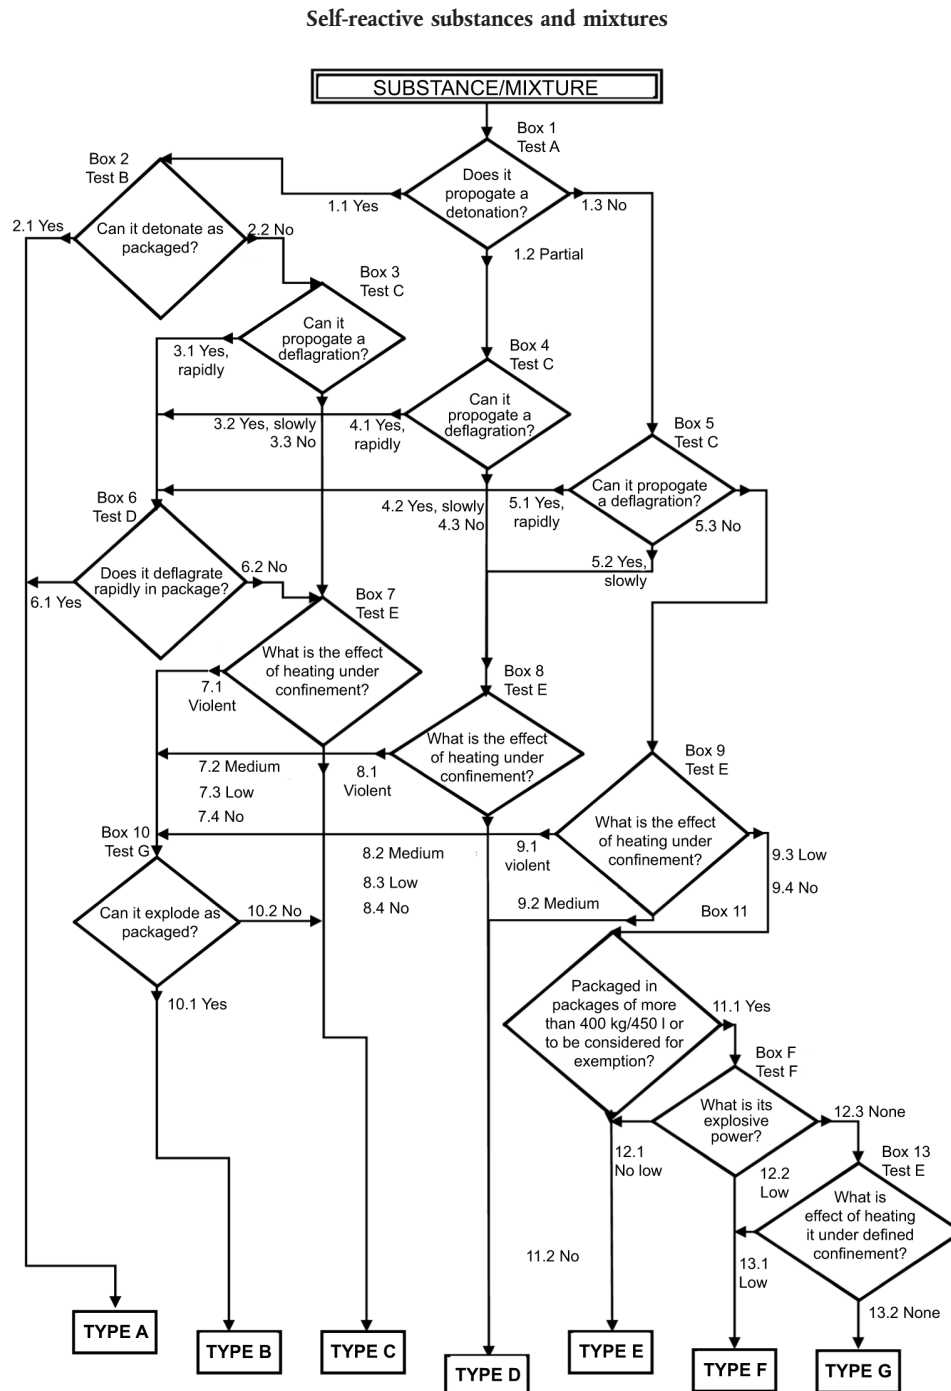 Self-reactive substances and mixtures
SUBSTANCE/MIXTURE
Box 1
Test A
Does it
propogate a
detonation?
1.1 Yes
1.3 No
1.2 Partial
Box 2
Test B
Can it detonate as
packaged?
2.1 Yes
2.2 No
Box 3
Test C
Can it
propogate a
deflagration?
3.1 Yes,
rapidly
3.2 Yes, slowly
3.3 No
Box 4
Test C
Can it
propogate a
deflagration?
4.1 Yes,
rapidly
4.2 Yes, slowly
4.3 No
Box 5
Test C
Can it propogate
a deflagration?
5.1 Yes,
rapidly
5.3 No
5.2 Yes,
slowly
Box 6
Test D
Does it deflagrate
rapidly in package?
6.1 Yes
6.2 No
Box 7
Test E
What is the effect
of heating under
confinement?
7.1
Violent
7.2 Medium
7.3 Low
7.4 No
Box 8
Test E
What is the effect
of heating under
confinement?
8.1
Violent
8.2 Medium
8.3 Low
8.4 No
Box 9
Test E
What is the effect
of heating under
confinement?
9.1
violent
9.2 Medium
9.3 Low
9.4 No
Box 10
Test G
Can it explode as
packaged?
10.2 No
10.1 Yes
Box 11
Packaged in
packages of more
than 400 kg/450 l or
to be considered for
exemption?
11.1 Yes
11.2 No
Box F
Test F
What is its
explosive
power?
12.1
No low
12.2
Low
12.3 None
Box 13
Test E
What is
effect of heating
it under defined
confinement?
13.1
Low
13.2 None
TYPE A
TYPE B
TYPE C
TYPE D
TYPE E
TYPE F
TYPE G